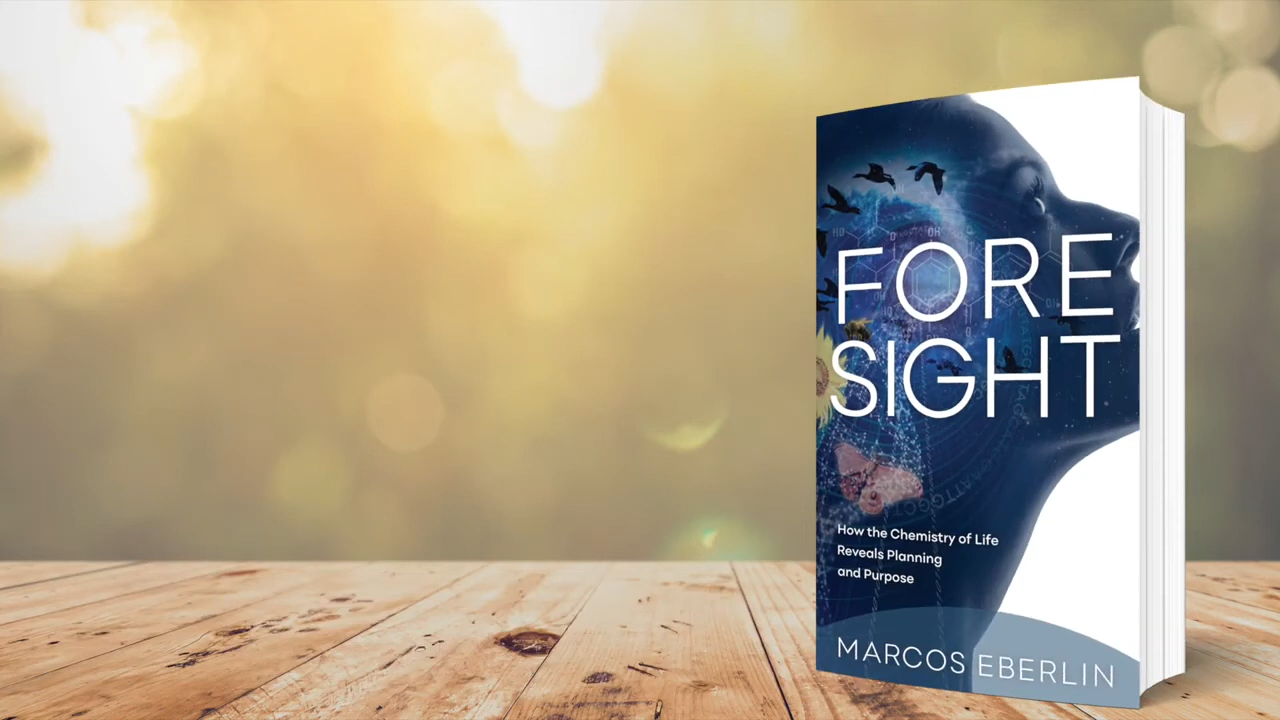 FORE
SIGHT
How the Chemistry of Life
Reveals Planning
and Purpose
MARCOS EBERLIN